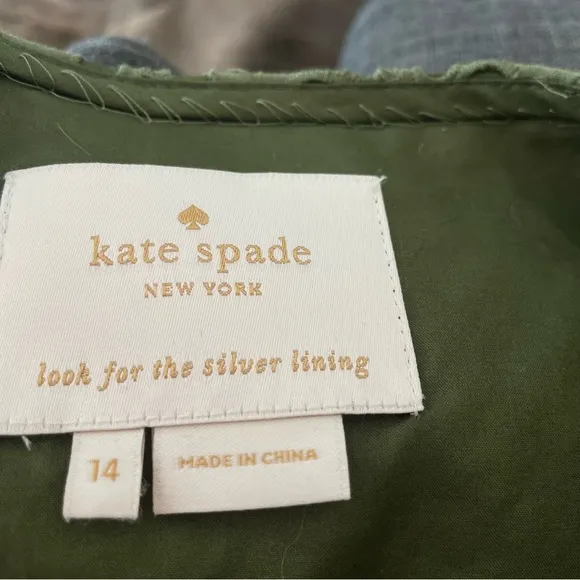 kate spade
NEW YORK
look for the silver lining
14
MADE IN CHINA